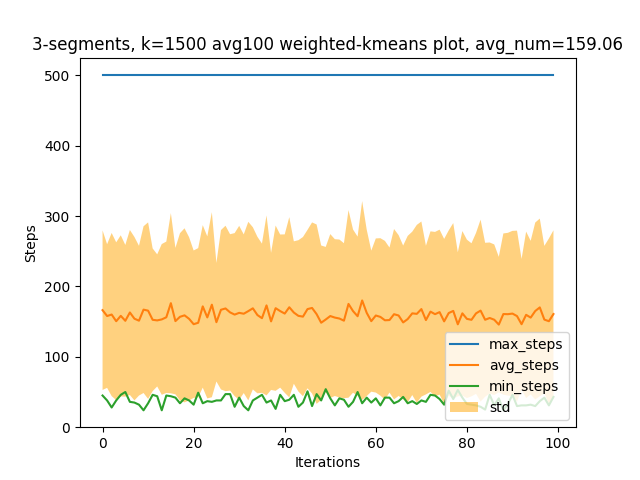 3-segments, k=1500 avg100 weighted-kmeans plot, avg_num=159.06
500
400
300
200
100
0
Steps
0 20 40 60 80 100
Iterations
max_steps
avg_steps
min_steps
std